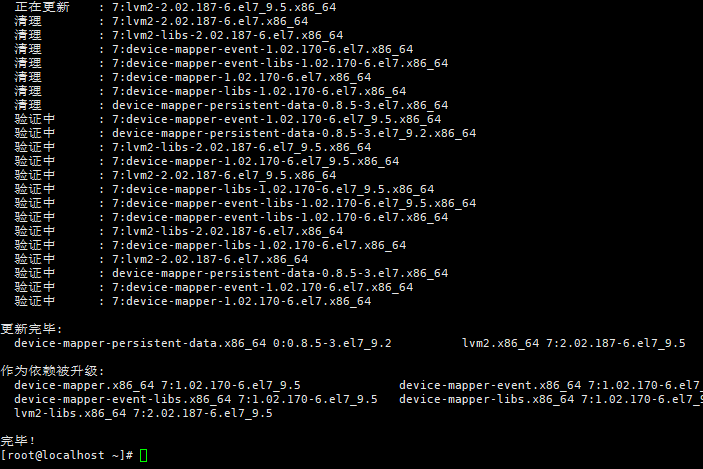 正在更新    : 7:lvm2-2.02.187-6.el7_9.5.x86_64
清理        : 7:lvm2-2.02.187-6.el7.x86_64
清理        : 7:lvm2-libs-2.02.187-6.el7.x86_64
清理        : 7:device-mapper-event-1.02.170-6.el7.x86_64
清理        : 7:device-mapper-event-libs-1.02.170-6.el7.x86_64
清理        : 7:device-mapper-1.02.170-6.el7.x86_64
清理        : 7:device-mapper-libs-1.02.170-6.el7.x86_64
清理        : device-mapper-persistent-data-0.8.5-3.el7.x86_64
验证中      : 7:device-mapper-event-1.02.170-6.el7_9.5.x86_64
验证中      : device-mapper-persistent-data-0.8.5-3.el7_9.2.x86_64
验证中      : 7:lvm2-libs-2.02.187-6.el7_9.5.x86_64
验证中      : 7:device-mapper-1.02.170-6.el7_9.5.x86_64
验证中      : 7:lvm2-2.02.187-6.el7_9.5.x86_64
验证中      : 7:device-mapper-libs-1.02.170-6.el7_9.5.x86_64
验证中      : 7:device-mapper-event-libs-1.02.170-6.el7_9.5.x86_64
验证中      : 7:device-mapper-event-libs-1.02.170-6.el7.x86_64
验证中      : 7:lvm2-libs-2.02.187-6.el7.x86_64
验证中      : 7:device-mapper-libs-1.02.170-6.el7.x86_64
验证中      : 7:lvm2-2.02.187-6.el7.x86_64
验证中      : device-mapper-persistent-data-0.8.5-3.el7.x86_64
验证中      : 7:device-mapper-event-1.02.170-6.el7.x86_64
验证中      : 7:device-mapper-1.02.170-6.el7.x86_64
更新完毕:
device-mapper-persistent-data.x86_64 0:0.8.5-3.el7_9.2          lvm2.x86_64 7:2.02.187-6.el7_9.5
作为依赖被升级:
device-mapper.x86_64 7:1.02.170-6.el7_9.5              device-mapper-event.x86_64 7:1.02.170-6.el7_
device-mapper-event-libs.x86_64 7:1.02.170-6.el7_9.5   device-mapper-libs.x86_64 7:1.02.170-6.el7_9
lvm2-libs.x86_64 7:2.02.187-6.el7_9.5
完毕！
[root@localhost ~]#